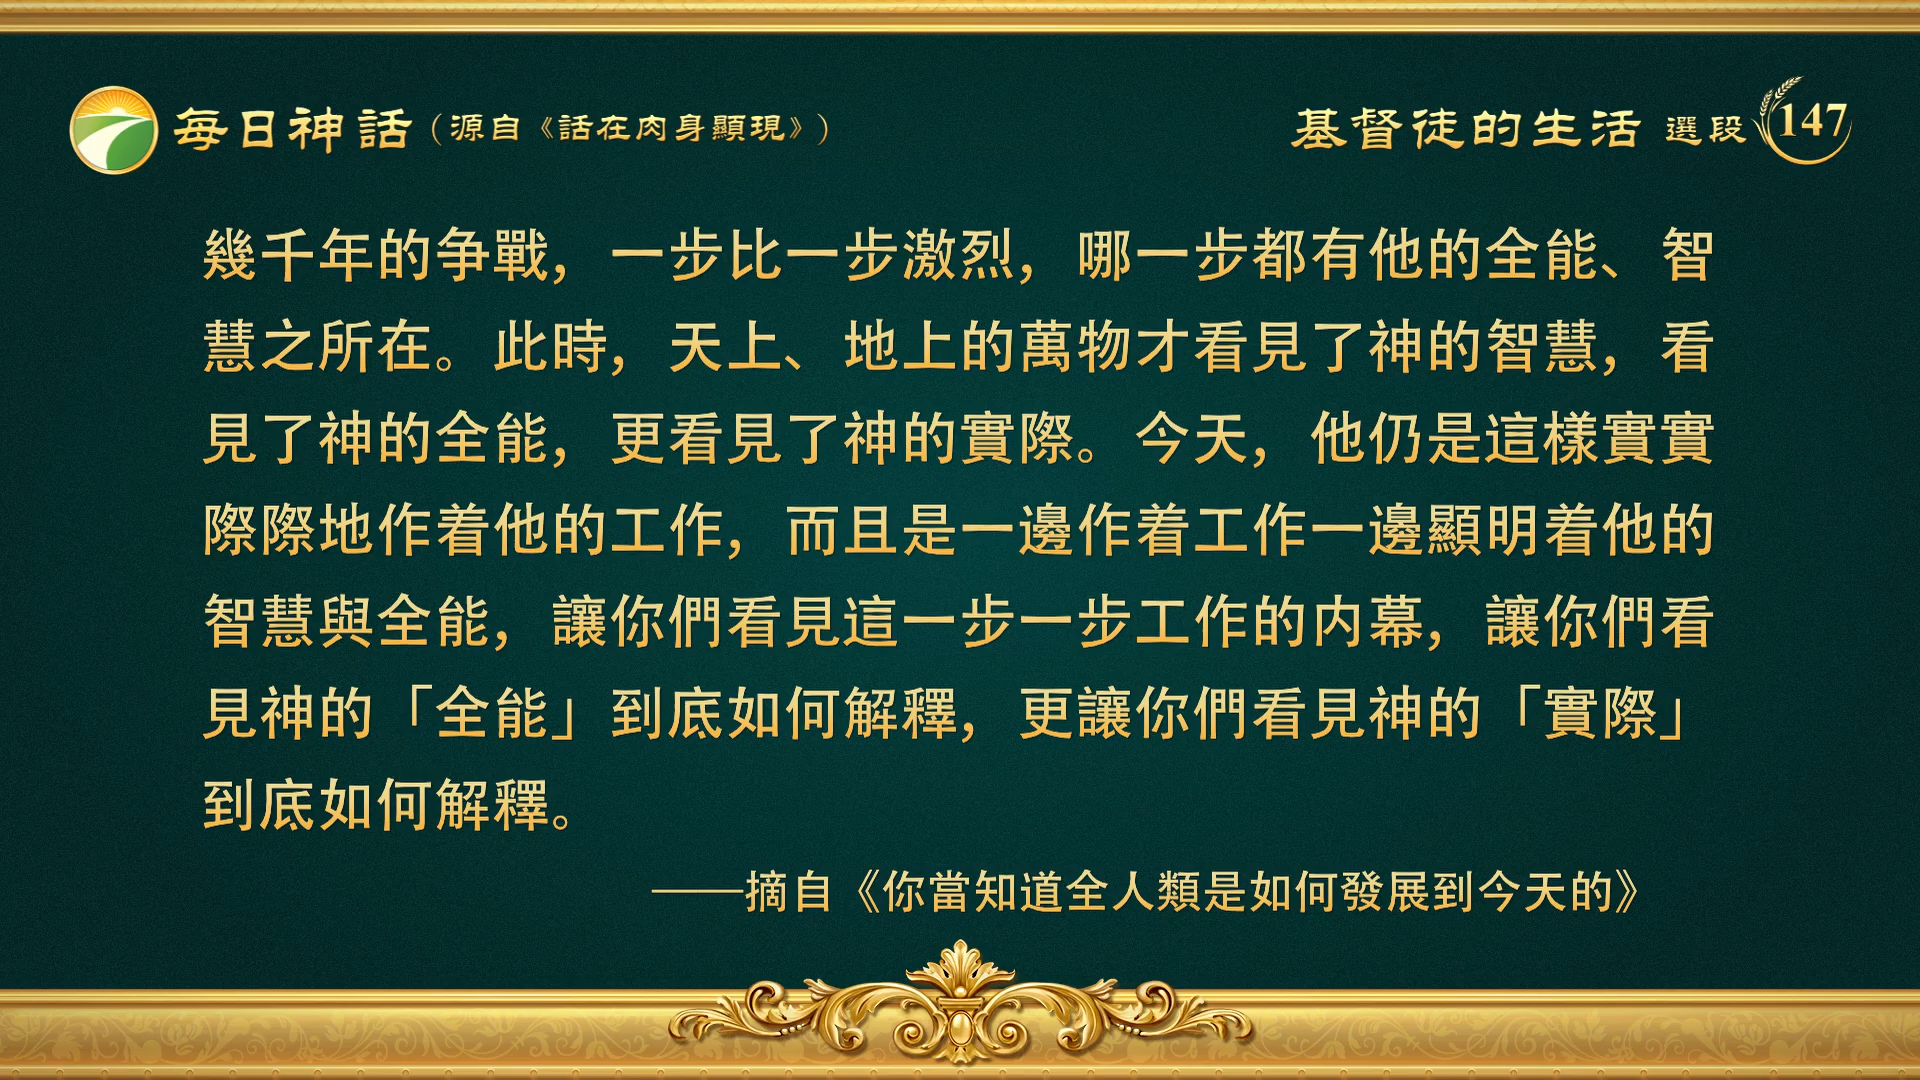 每日神話（源自《話在肉身顯現》）
基督徒的生活 選段 147
幾千年的争戰，一步比一步激烈，哪一步都有他的全能、智
慧之所在。此時，天上、地上的萬物才看見了神的智慧，看
見了神的全能，更看見了神的實際。今天，他仍是這樣實實
際際地作着他的工作，而且是一邊作着工作一邊顯明着他的
智慧與全能，讓你們看見這一步一步工作的内幕，讓你們看
見神的「全能」到底如何解釋，更讓你們看見神的「實際」
到底如何解釋。
——摘自《你當知道全人類是如何發展到今天的》